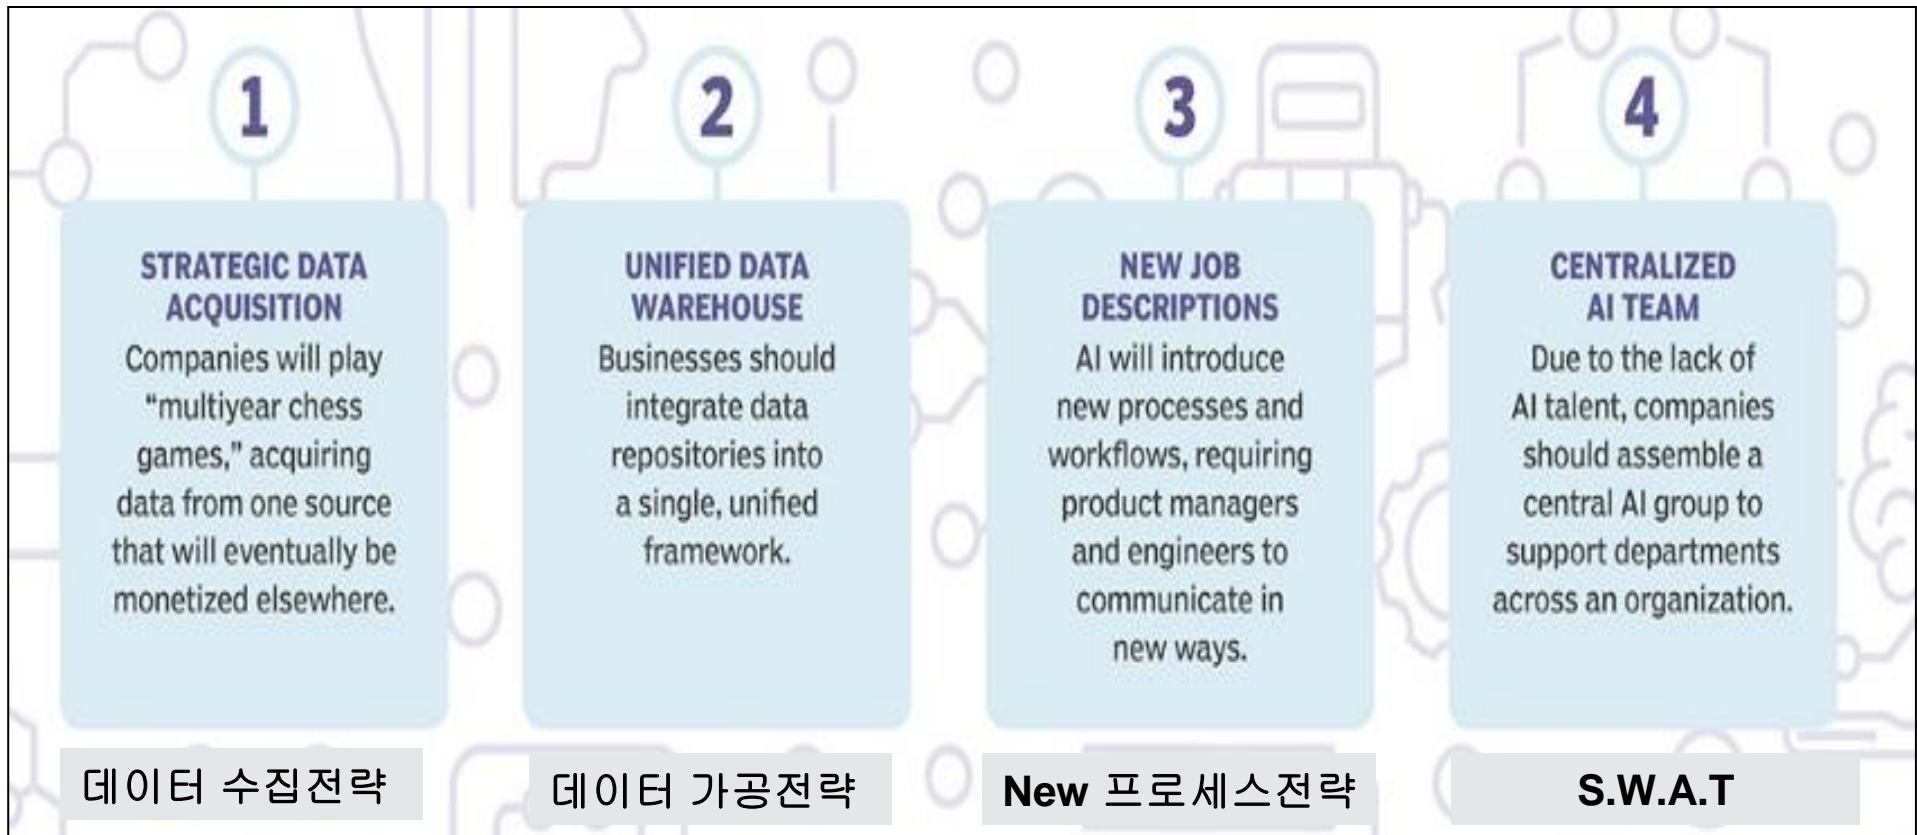 1
STRATEGIC DATA
ACQUISITION
Companies will play
“multiyear chess
games,” acquiring
data from one source
that will eventually be
monetized elsewhere.
데이터 수집전략
2
UNIFIED DATA
WAREHOUSE
Businesses should
integrate data
repositories into
a single, unified
framework.
데이터 가공전략
3
NEW JOB
DESCRIPTIONS
AI will introduce
new processes and
workflows, requiring
product managers
and engineers to
communicate in
new ways.
New 프로세스전략
4
CENTRALIZED
AI TEAM
Due to the lack of
AI talent, companies
should assemble a
central AI group to
support departments
across an organization.
S.W.A.T